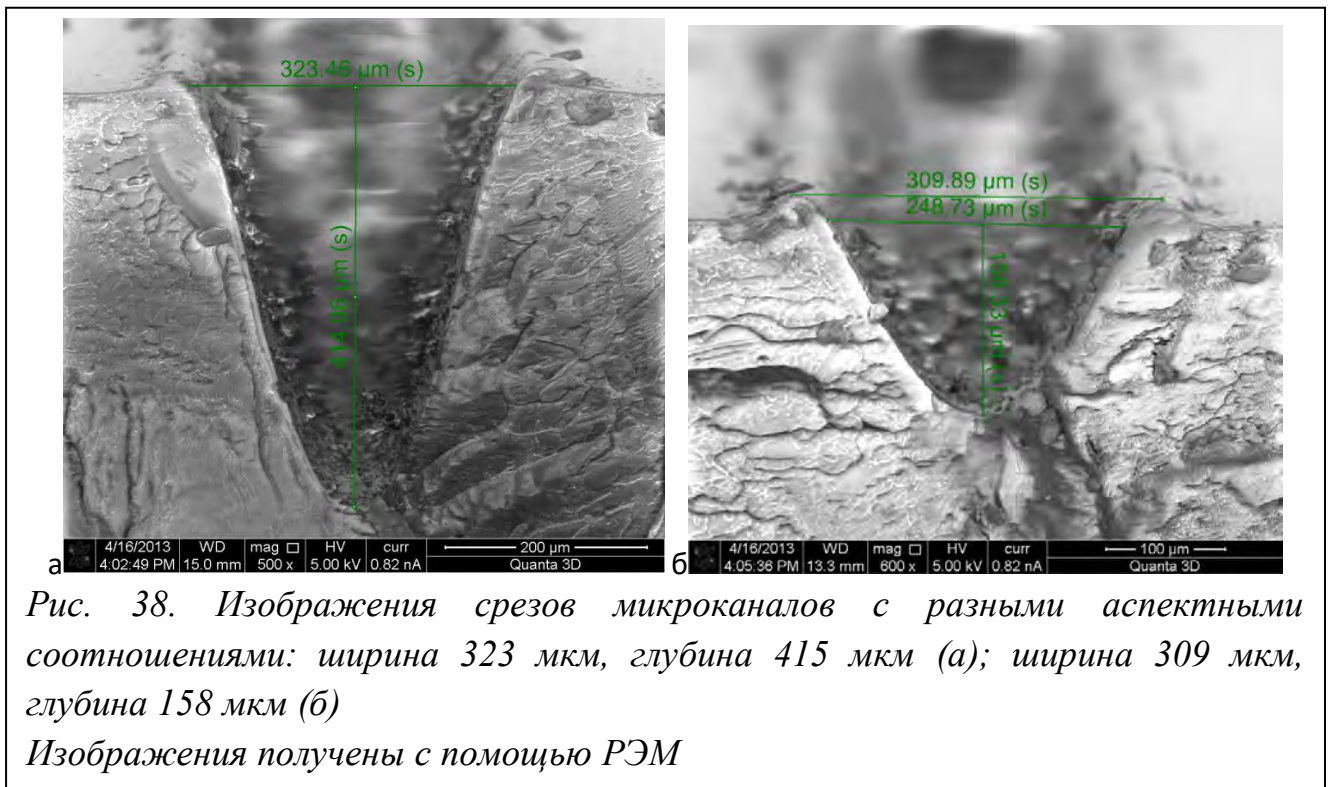 323.46 µm (s)
414.98 µm (s)
309.89 µm (s)
248.73 µm (s)
µm (s)
4/16/2013 WD mag HV curr 200 µm
4:02:49 PM 15.0 mm 500 x 5.00 kV 0.82 nA Quanta 3D
4/16/2013 WD mag HV curr 100 µm
4:05:36 PM 13.3 mm 600 x 5.00 kV 0.82 nA Quanta 3D
а б
Рис. 38. Изображения срезов микроканалов с разными аспектными
соотношениями: ширина 323 мкм, глубина 415 мкм (а); ширина 309 мкм,
глубина 158 мкм (б)
Изображения получены с помощью РЭМ